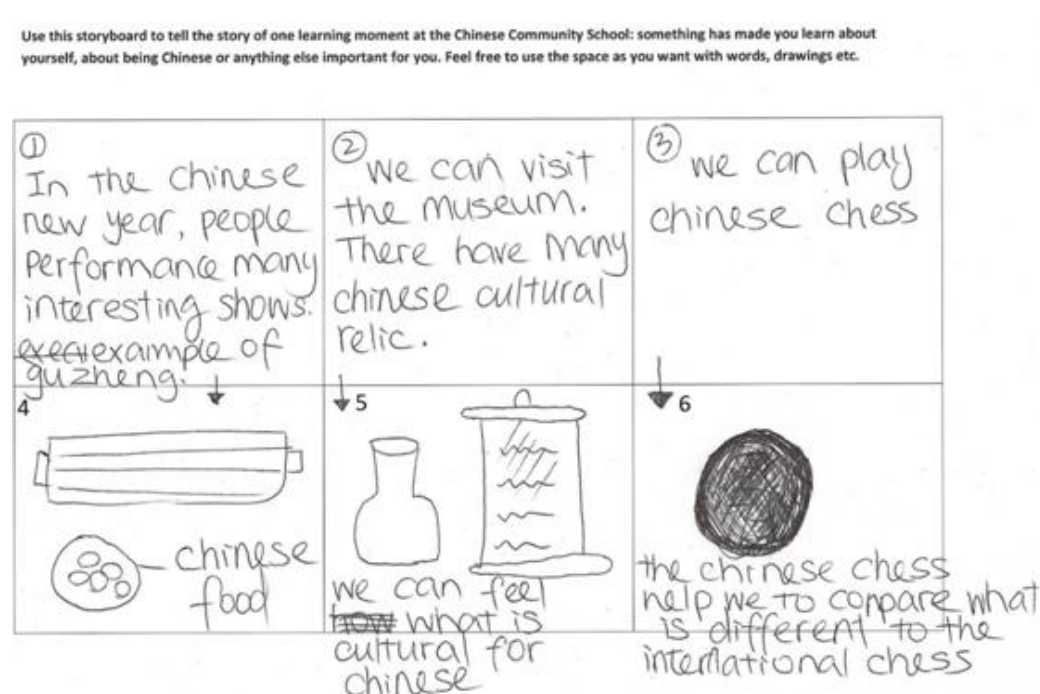 Use this storyboard to tell the story of one learning moment at the Chinese Community School: something has made you learn about
yourself, about being Chinese or anything else important for you. Feel free to use the space as you want with words, drawings etc.
①
In the chinese
new year, people
performance many
interesting shows.
example of
guzheng.
②
we can visit
the museum.
There have many
chinese cultural
relic.
③
we can play
chinese chess
4
chinese
food
5
we can feel
how what is
cultural for
chinese
6
the chinese chess
help we to conpare what
is different to the
international chess